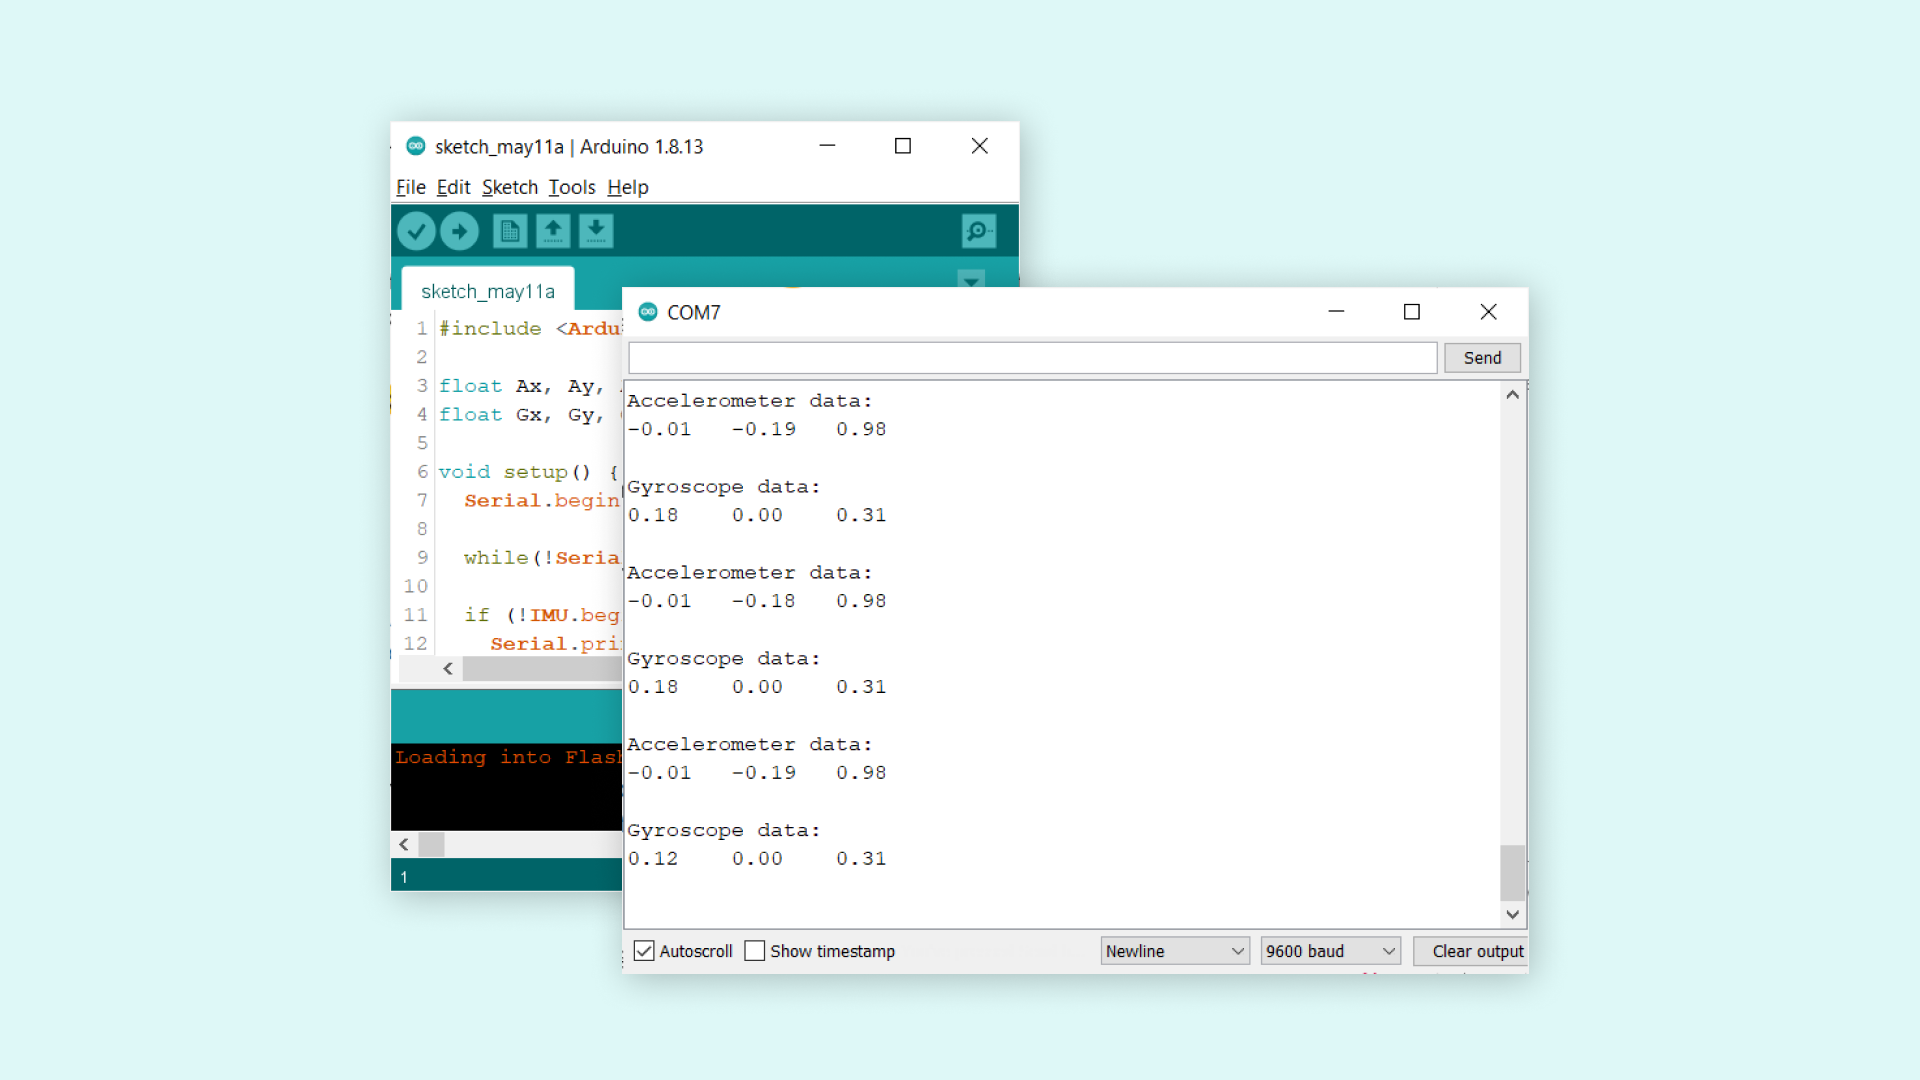 sketch_may11a | Arduino 1.8.13
File Edit Sketch Tools Help
sketch_may11a
1 #include <Ardu
2
3 float Ax, Ay,
4 float Gx, Gy,
5
6 void setup() {
7 Serial.begin
8
9 while(!Seria
10
11 if (!IMU.beg
12 Serial.pri
Loading into Flash
1
COM7
Send
Accelerometer data:
-0.01 -0.19 0.98
Gyroscope data:
0.18 0.00 0.31
Accelerometer data:
-0.01 -0.18 0.98
Gyroscope data:
0.18 0.00 0.31
Accelerometer data:
-0.01 -0.19 0.98
Gyroscope data:
0.12 0.00 0.31
Autoscroll Show timestamp Newline 9600 baud Clear output